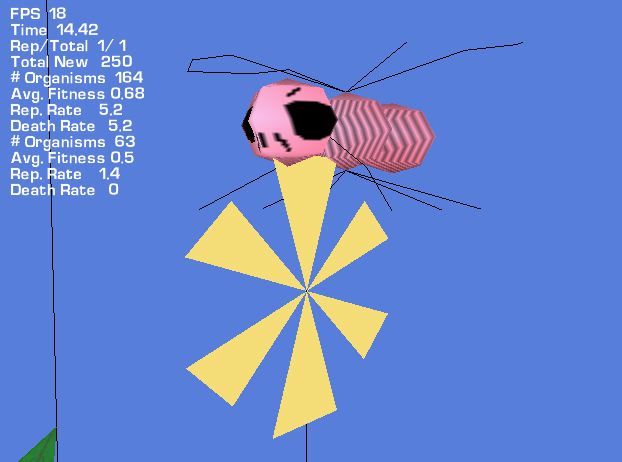 FPS 18
Time 14.42
Rep/Total 1/ 1
Total New 250
# Organisms 164
Avg. Fitness 0.68
Rep. Rate 5.2
Death Rate 5.2
# Organisms 63
Avg. Fitness 0.5
Rep. Rate 1.4
Death Rate 0